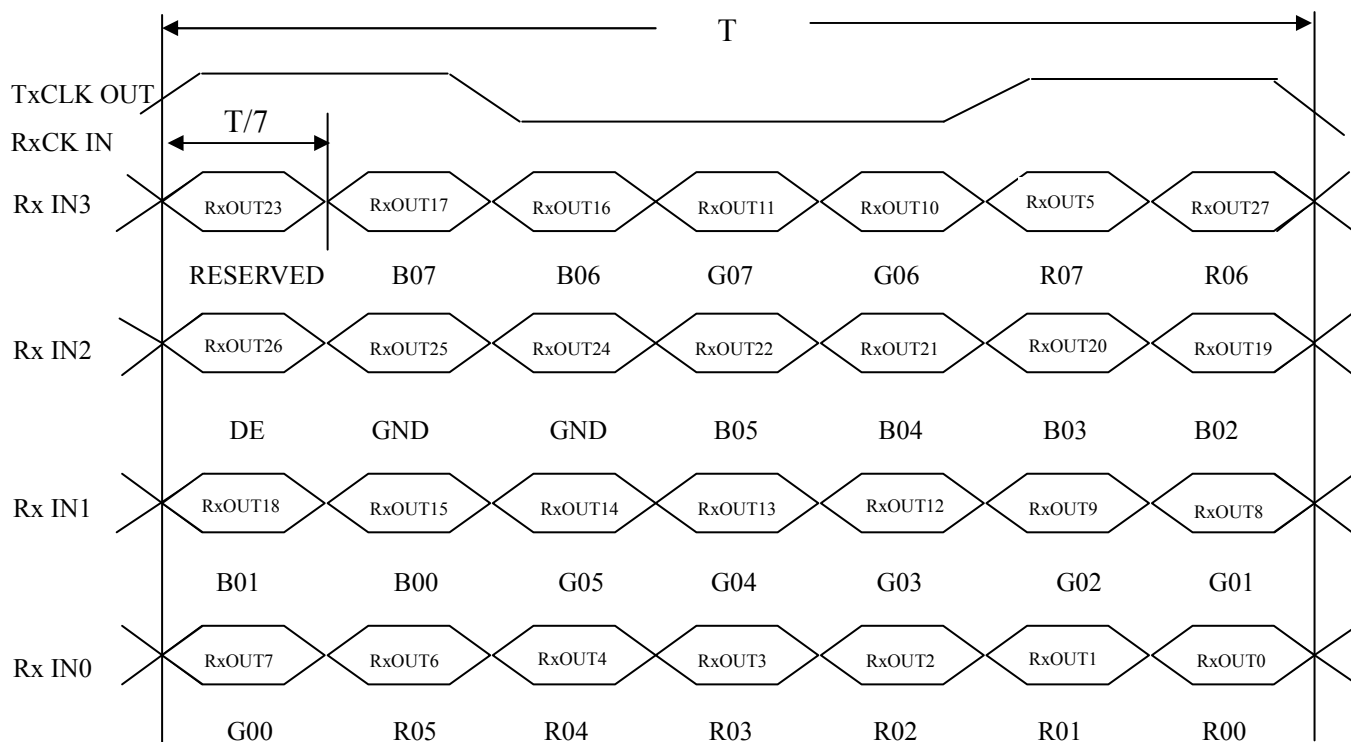 T
TxCLK OUT
T/7
RxCK IN
Rx IN3 RxOUT23 RxOUT17 RxOUT16 RxOUT11 RxOUT10 RxOUT5 RxOUT27
RESERVED B07 B06 G07 G06 R07 R06
Rx IN2 RxOUT26 RxOUT25 RxOUT24 RxOUT22 RxOUT21 RxOUT20 RxOUT19
DE GND GND B05 B04 B03 B02
Rx IN1 RxOUT18 RxOUT15 RxOUT14 RxOUT13 RxOUT12 RxOUT9 RxOUT8
B01 B00 G05 G04 G03 G02 G01
Rx IN0 RxOUT7 RxOUT6 RxOUT4 RxOUT3 RxOUT2 RxOUT1 RxOUT0
G00 R05 R04 R03 R02 R01 R00